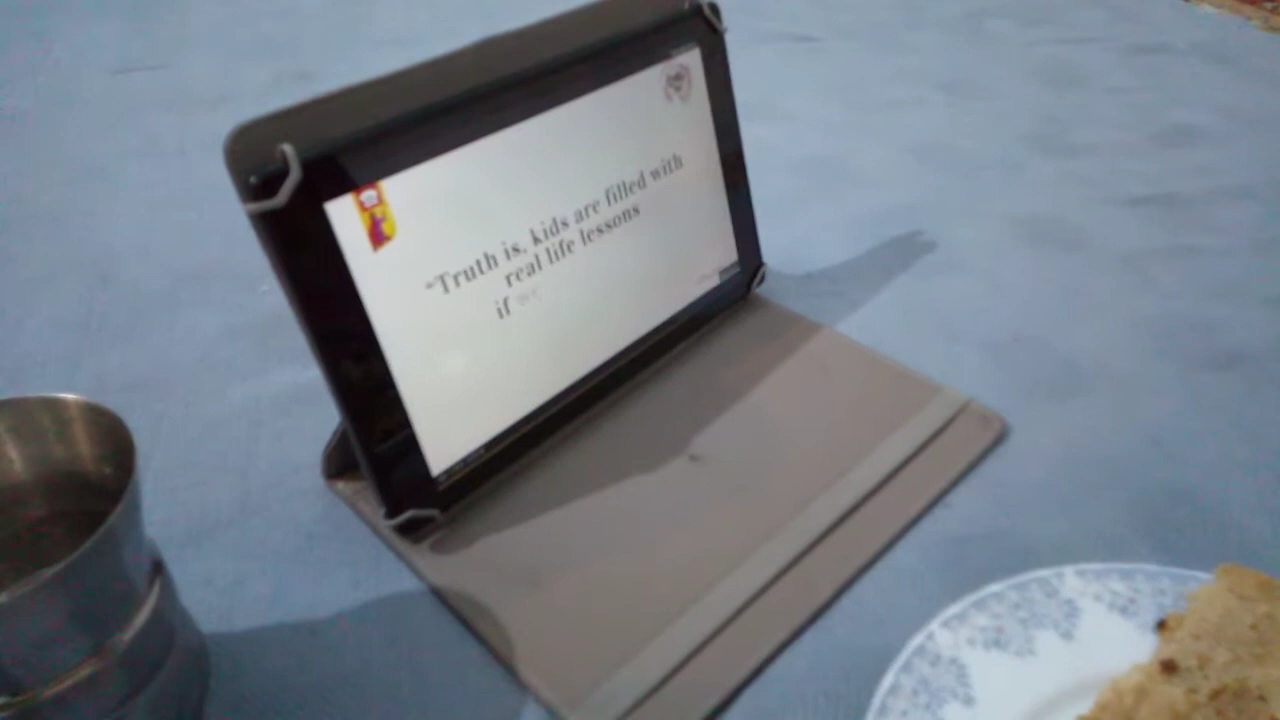 “Truth is, kids are filled with
real life lessons
if